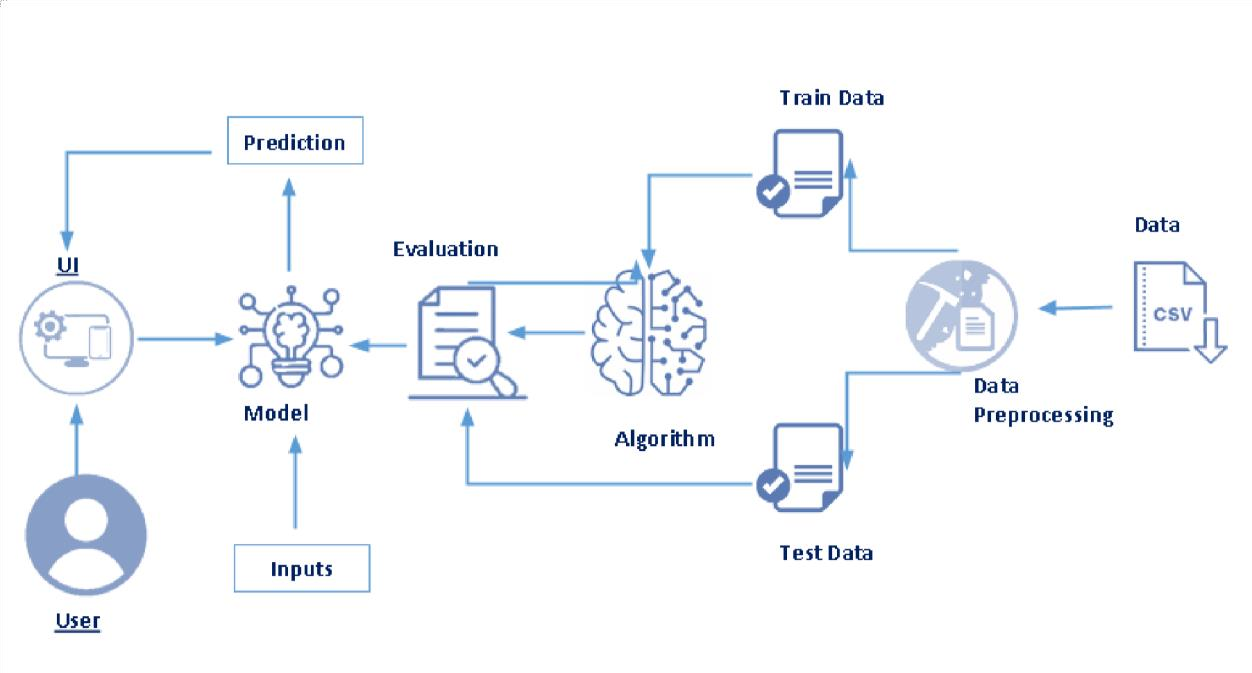 Train Data
Prediction
Data
Evaluation
UI
CSV
Data
Preprocessing
Model
Algorithm
Test Data
Inputs
User